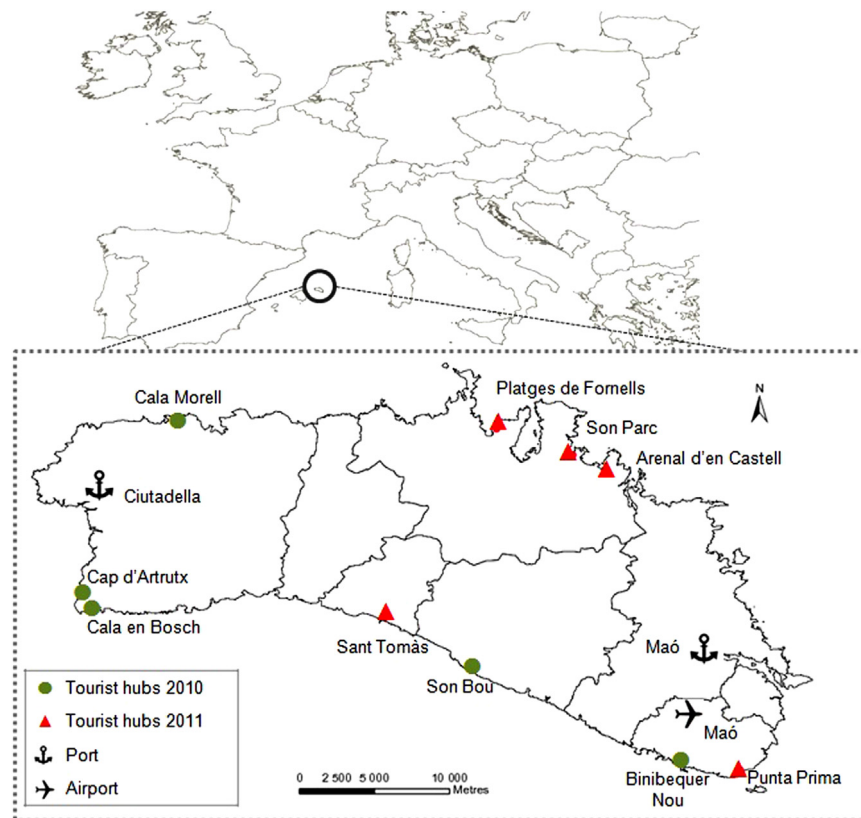 Platges de Fornells
Cala Morell
N
Son Parc
Arenal d'en Castell
Ciutadella
Cap d'Artrutx
Cala en Bosch
Sant Tomàs
Maó
Son Bou
Maó
Binibequer
Nou
Punta Prima
Tourist hubs 2010
Tourist hubs 2011
Port
Airport
0 2 500 5 000 10 000
Metres